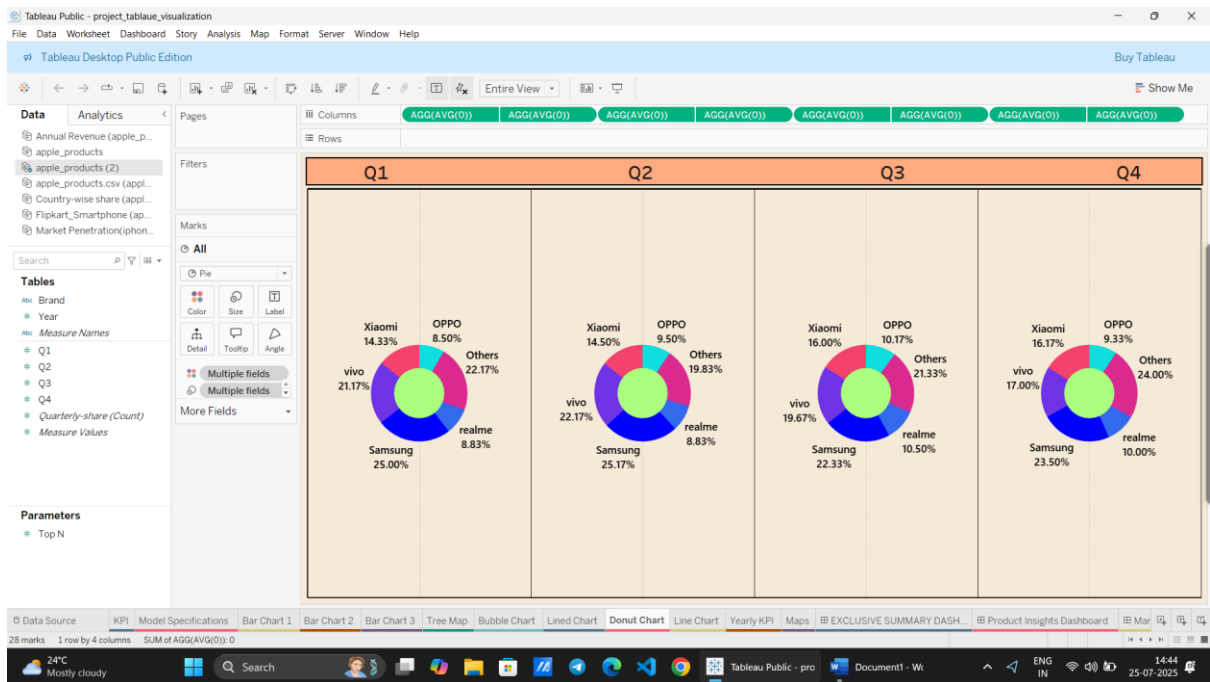 Tableau Public - project_tablaue_visualization
File Data Worksheet Dashboard Story Analysis Map Format Server Window Help
Tableau Desktop Public Edition
Buy Tableau
Entire View
Show Me
Data Analytics
Annual Revenue (apple_p...
apple_products
apple_products (2)
apple_products.csv (appl...
Country-wise share (appl...
Flipkart_Smartphone (ap...
Market Penetration(iphon...
Search
Tables
Abc Brand
# Year
Abc Measure Names
# Q1
# Q2
# Q3
# Q4
# Quarterly-share (Count)
# Measure Values
Parameters
# Top N
Pages
Filters
Marks
All
Pie
Color Size Label
Detail Tooltip Angle
Multiple fields
Multiple fields
More Fields
Columns AGG(AVG(0)) AGG(AVG(0)) AGG(AVG(0)) AGG(AVG(0)) AGG(AVG(0)) AGG(AVG(0)) AGG(AVG(0)) AGG(AVG(0))
Rows
Q1 Q2 Q3 Q4
Xiaomi
14.33%
OPPO
8.50%
Others
22.17%
vivo
21.17%
realme
8.83%
Samsung
25.00%
Xiaomi
14.50%
OPPO
9.50%
Others
19.83%
vivo
22.17%
realme
8.83%
Samsung
25.17%
Xiaomi
16.00%
OPPO
10.17%
Others
21.33%
vivo
19.67%
realme
10.50%
Samsung
22.33%
Xiaomi
16.17%
OPPO
9.33%
Others
24.00%
vivo
17.00%
realme
10.00%
Samsung
23.50%
Data Source KPI Model Specifications Bar Chart 1 Bar Chart 2 Bar Chart 3 Tree Map Bubble Chart Lined Chart Donut Chart Line Chart Yearly KPI Maps EXCLUSIVE SUMMARY DASH... Product Insights Dashboard Mar
28 marks 1 row by 4 columns SUM of AGG(AVG(0)): 0
24°C
Mostly cloudy
Search
Tableau Public - pro
Document1 - W
ENG
IN
14:44
25-07-2025